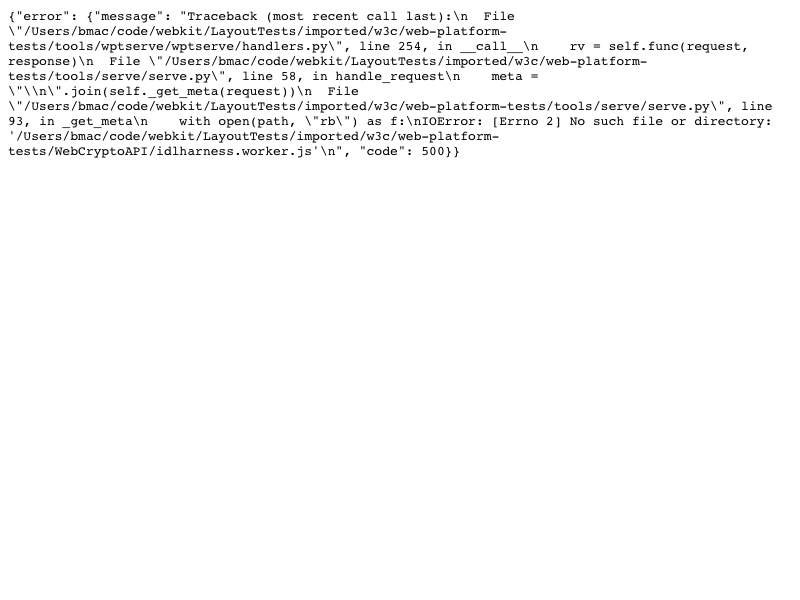 {"error": {"message": "Traceback (most recent call last):\n  File
\"/Users/bmac/code/webkit/LayoutTests/imported/w3c/web-platform-
tests/tools/wptserve/wptserve/handlers.py\", line 254, in __call__\n    rv = self.func(request,
response)\n  File \"/Users/bmac/code/webkit/LayoutTests/imported/w3c/web-platform-
tests/tools/serve/serve.py\", line 58, in handle_request\n    meta =
\"\\n\".join(self._get_meta(request))\n  File
\"/Users/bmac/code/webkit/LayoutTests/imported/w3c/web-platform-tests/tools/serve/serve.py\", line
93, in _get_meta\n    with open(path, \"rb\") as f:\nIOError: [Errno 2] No such file or directory:
'/Users/bmac/code/webkit/LayoutTests/imported/w3c/web-platform-
tests/WebCryptoAPI/idlharness.worker.js'\n", "code": 500}}